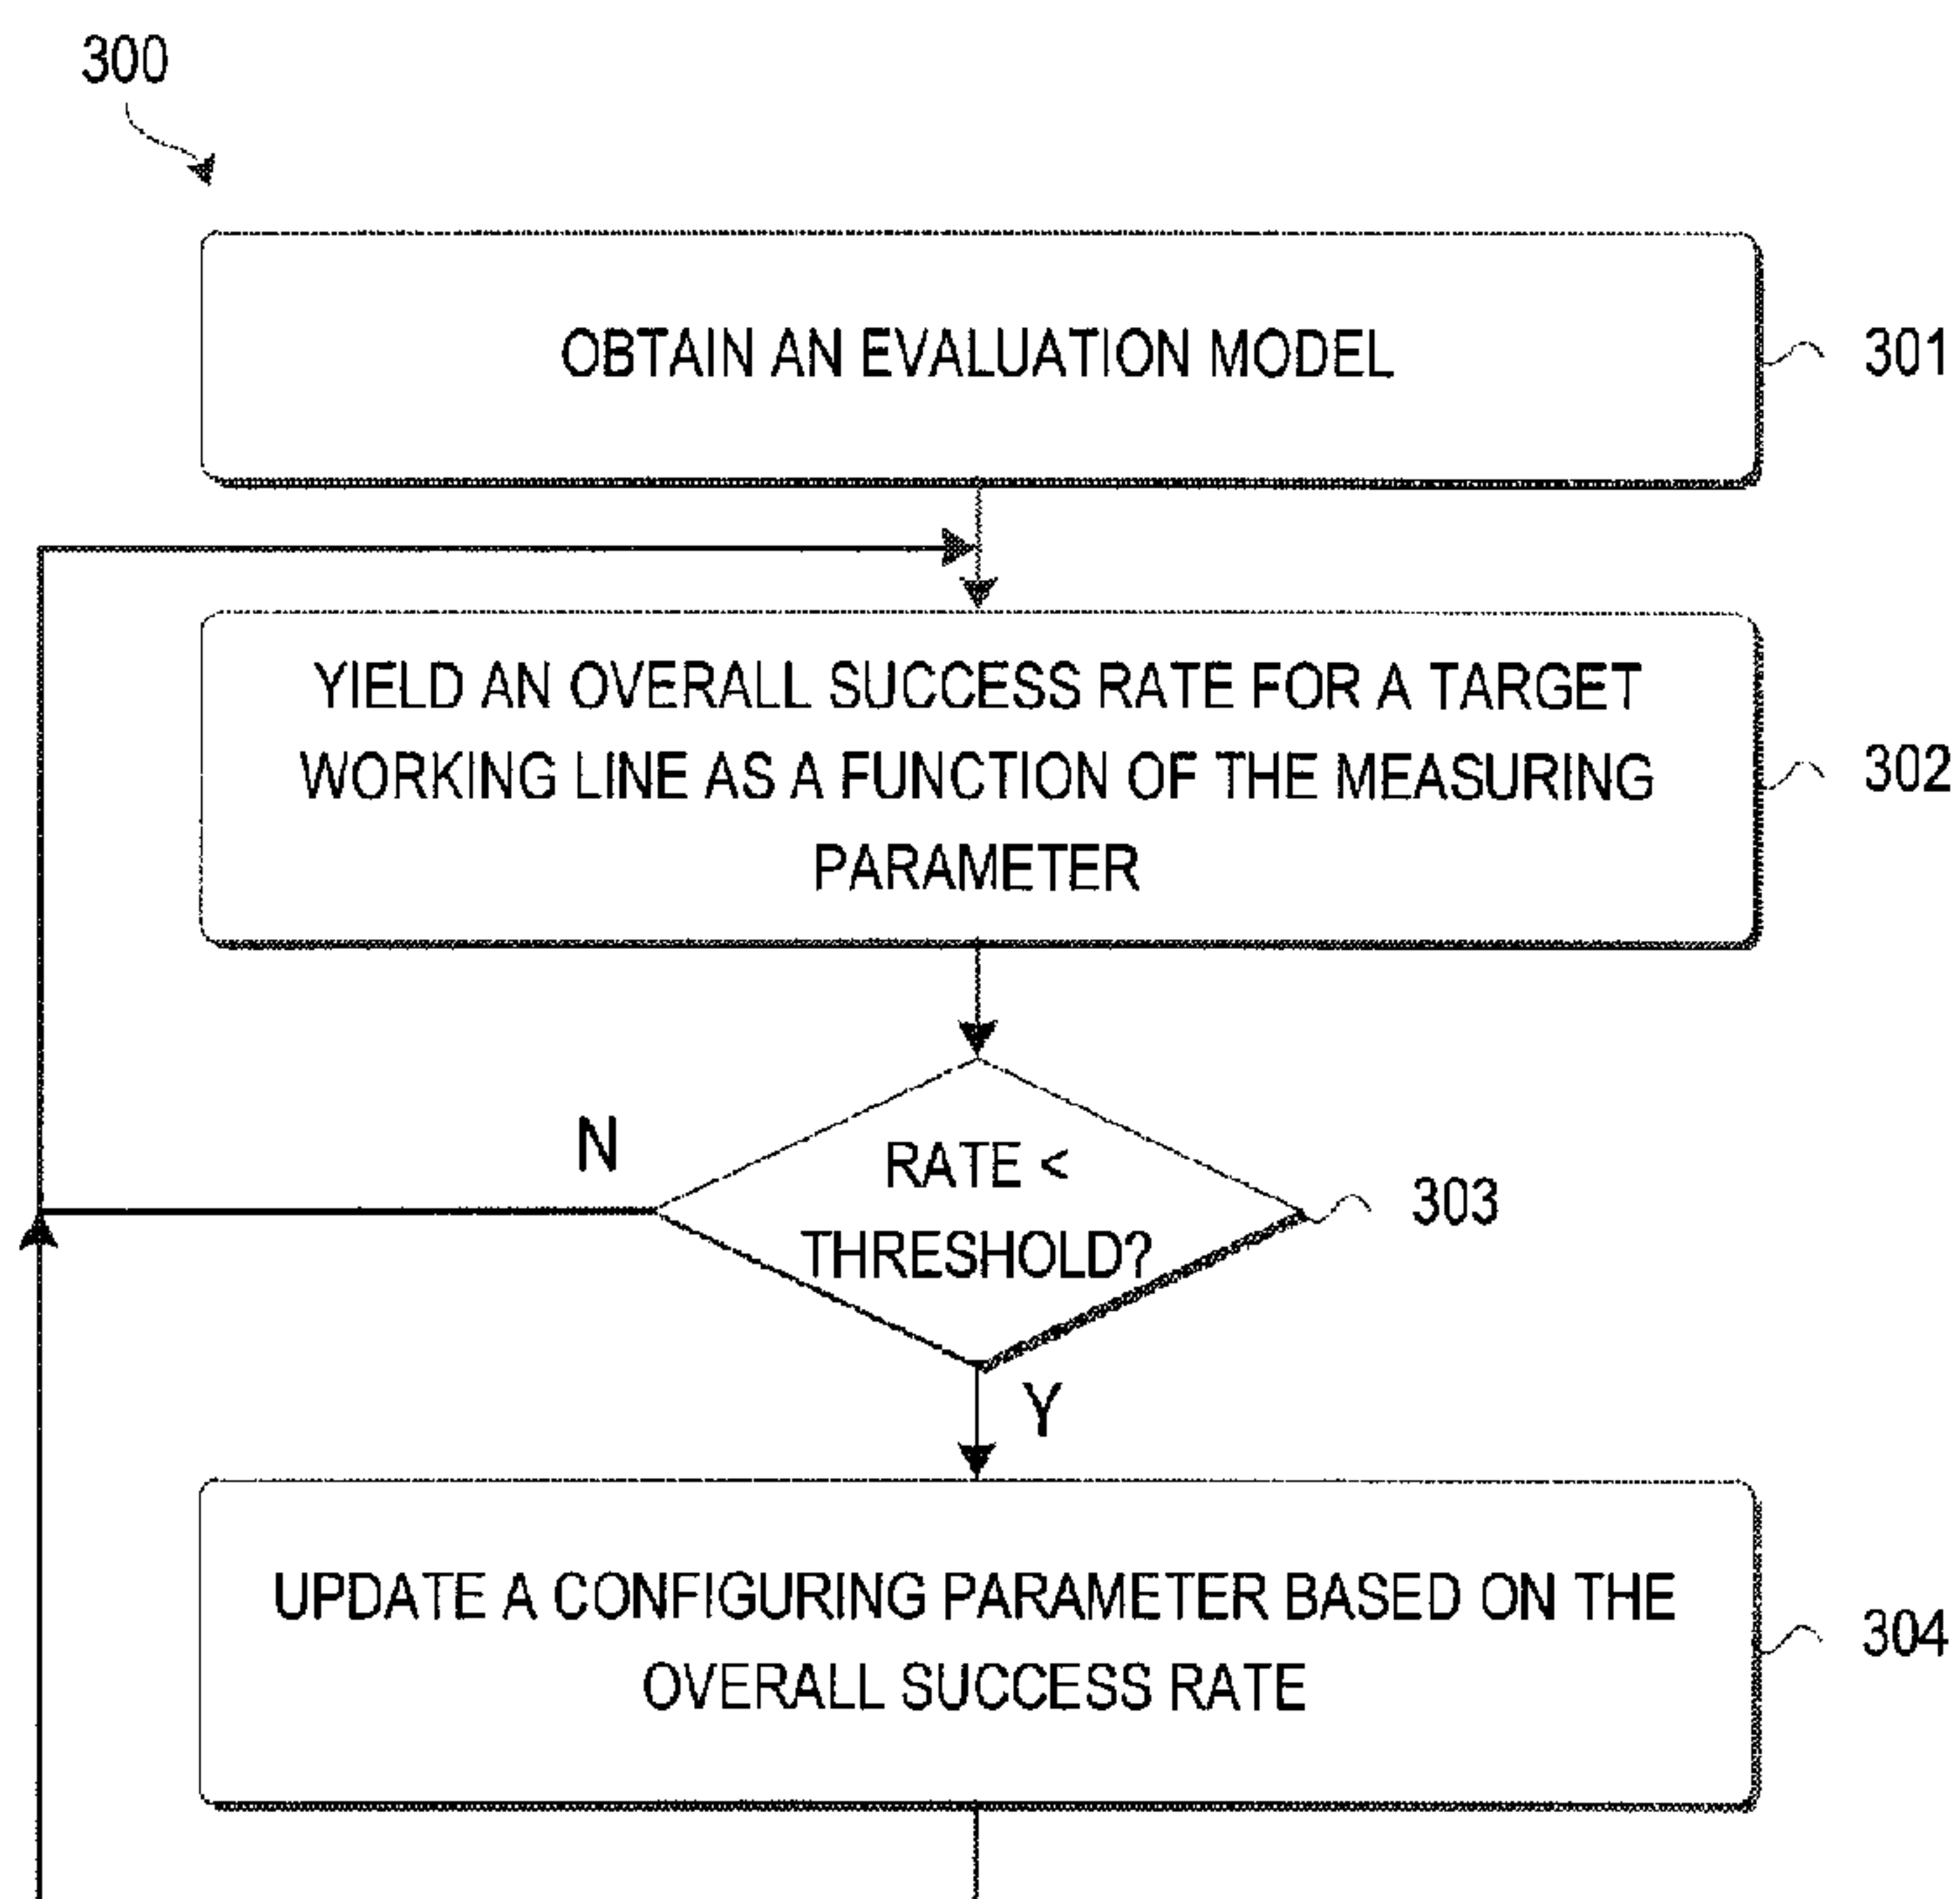 300
OBTAIN AN EVALUATION MODEL
301
YIELD AN OVERALL SUCCESS RATE FOR A TARGET
WORKING LINE AS A FUNCTION OF THE MEASURING
PARAMETER
302
N
RATE <
THRESHOLD?
303
Y
UPDATE A CONFIGURING PARAMETER BASED ON THE
OVERALL SUCCESS RATE
304